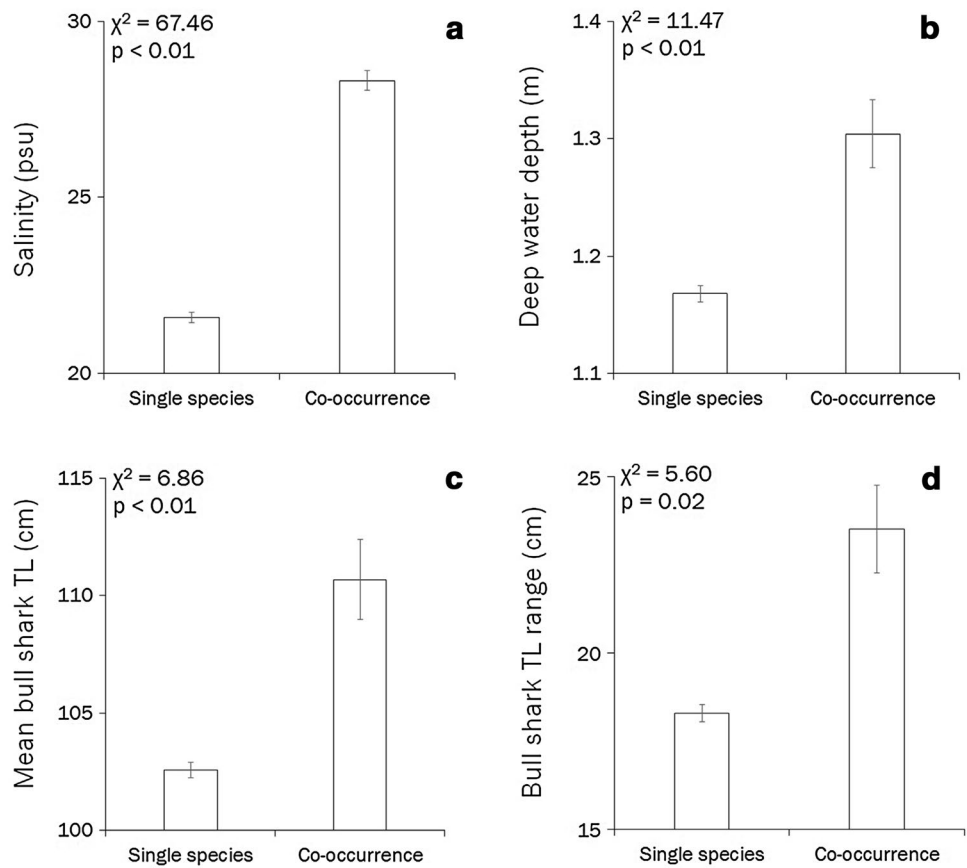 χ² = 67.46
p < 0.01
a
Salinity (psu)
30
25
20
Single species
Co-occurrence
χ² = 11.47
p < 0.01
b
Deep water depth (m)
1.4
1.3
1.2
1.1
Single species
Co-occurrence
χ² = 6.86
p < 0.01
c
Mean bull shark TL (cm)
115
110
105
100
Single species
Co-occurrence
χ² = 5.60
p = 0.02
d
Bull shark TL range (cm)
25
20
15
Single species
Co-occurrence